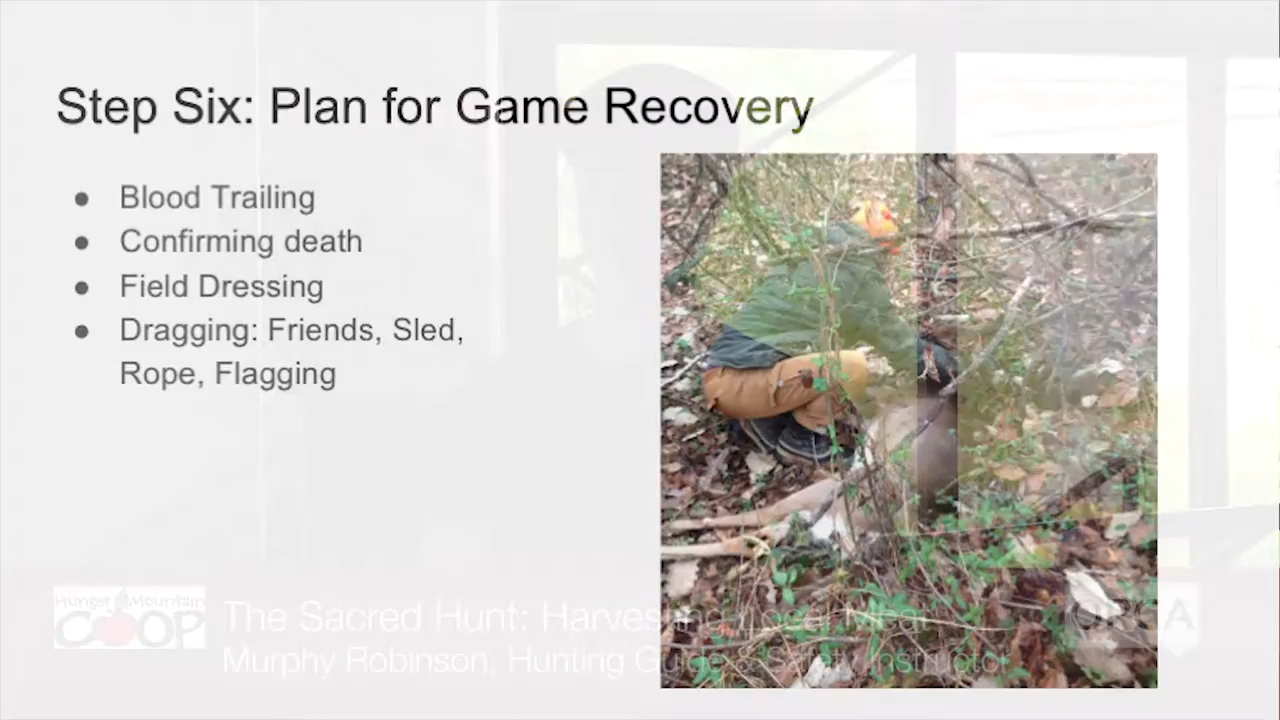 Step Six: Plan for Game Recovery
● Blood Trailing
● Confirming death
● Field Dressing
● Dragging: Friends, Sled,
Rope, Flagging
Hunger Mountain
COOP
The Sacred Hunt: Harvesting Local Meat
Murphy Robinson, Hunting Guide & Safety Instructor